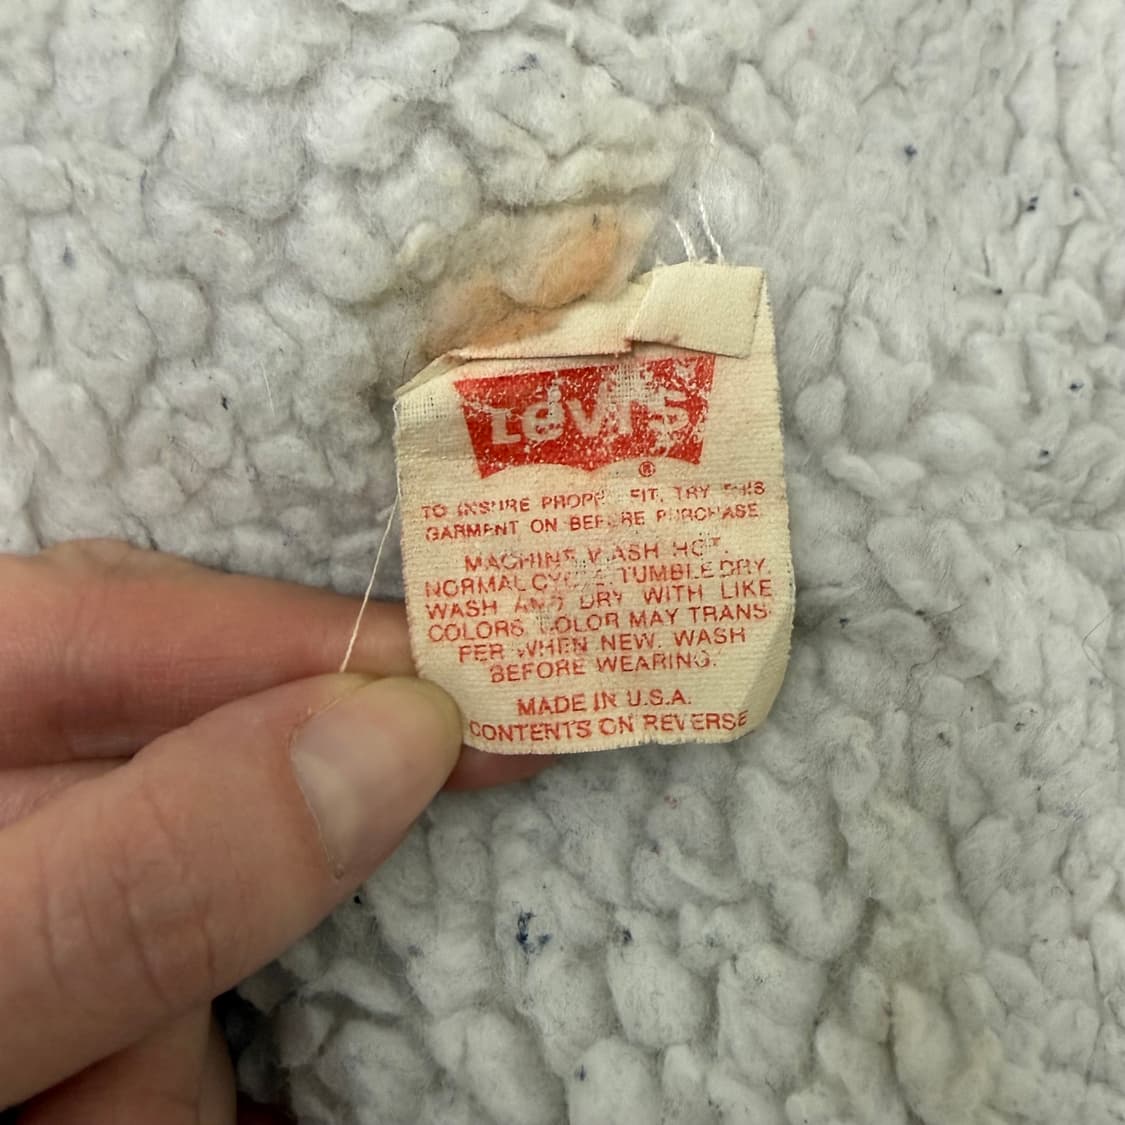 Levi's
®
TO INSURE PROPER FIT, TRY THIS
GARMENT ON BEFORE PURCHASE
MACHINE WASH HOT.
NORMAL CYCLE. TUMBLE DRY.
WASH AND DRY WITH LIKE
COLORS. COLOR MAY TRANS-
FER WHEN NEW. WASH
BEFORE WEARING.
MADE IN U.S.A.
CONTENTS ON REVERSE